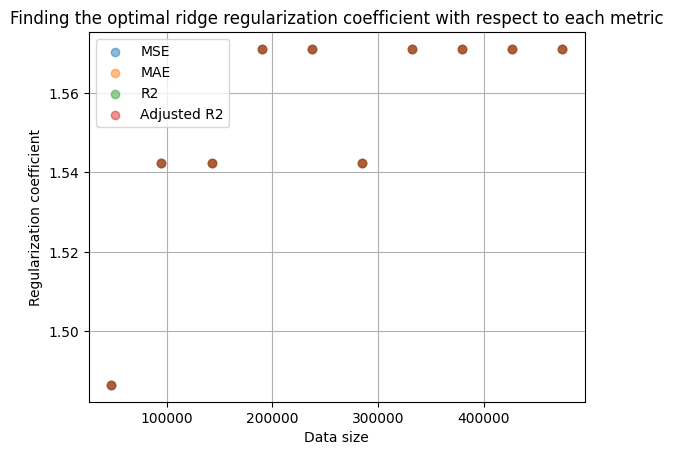 Finding the optimal ridge regularization coefficient with respect to each metric
MSE
MAE
R2
Adjusted R2
1.56
1.54
1.52
1.50
Regularization coefficient
100000
200000
300000
400000
Data size